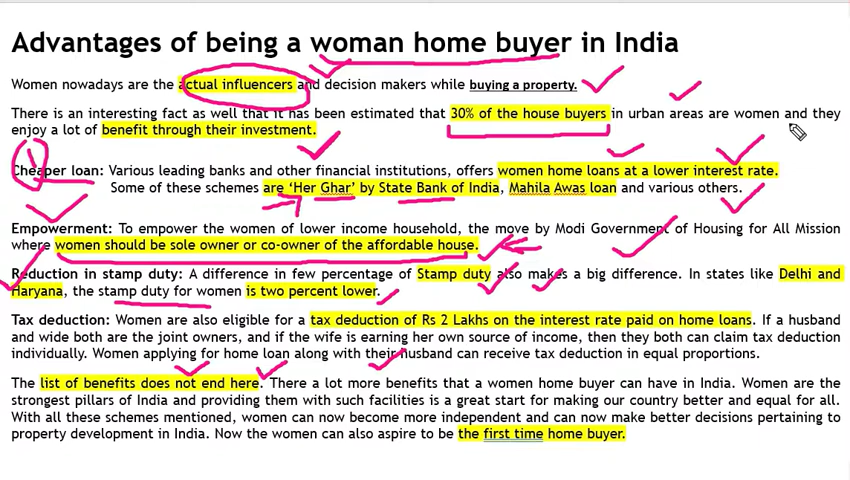 Advantages of being a woman home buyer in India
Women nowadays are the actual influencers and decision makers while buying a property.
There is an interesting fact as well that it has been estimated that 30% of the house buyers in urban areas are women and they
enjoy a lot of benefit through their investment.
Cheaper loan: Various leading banks and other financial institutions, offers women home loans at a lower interest rate.
Some of these schemes are ‘Her Ghar’ by State Bank of India, Mahila Awas loan and various others.
Empowerment: To empower the women of lower income household, the move by Modi Government of Housing for All Mission
where women should be sole owner or co-owner of the affordable house.
Reduction in stamp duty: A difference in few percentage of Stamp duty also makes a big difference. In states like Delhi and
Haryana, the stamp duty for women is two percent lower.
Tax deduction: Women are also eligible for a tax deduction of Rs 2 Lakhs on the interest rate paid on home loans. If a husband
and wide both are the joint owners, and if the wife is earning her own source of income, then they both can claim tax deduction
individually. Women applying for home loan along with their husband can receive tax deduction in equal proportions.
The list of benefits does not end here. There a lot more benefits that a women home buyer can have in India. Women are the
strongest pillars of India and providing them with such facilities is a great start for making our country better and equal for all.
With all these schemes mentioned, women can now become more independent and can now make better decisions pertaining to
property development in India. Now the women can also aspire to be the first time home buyer.